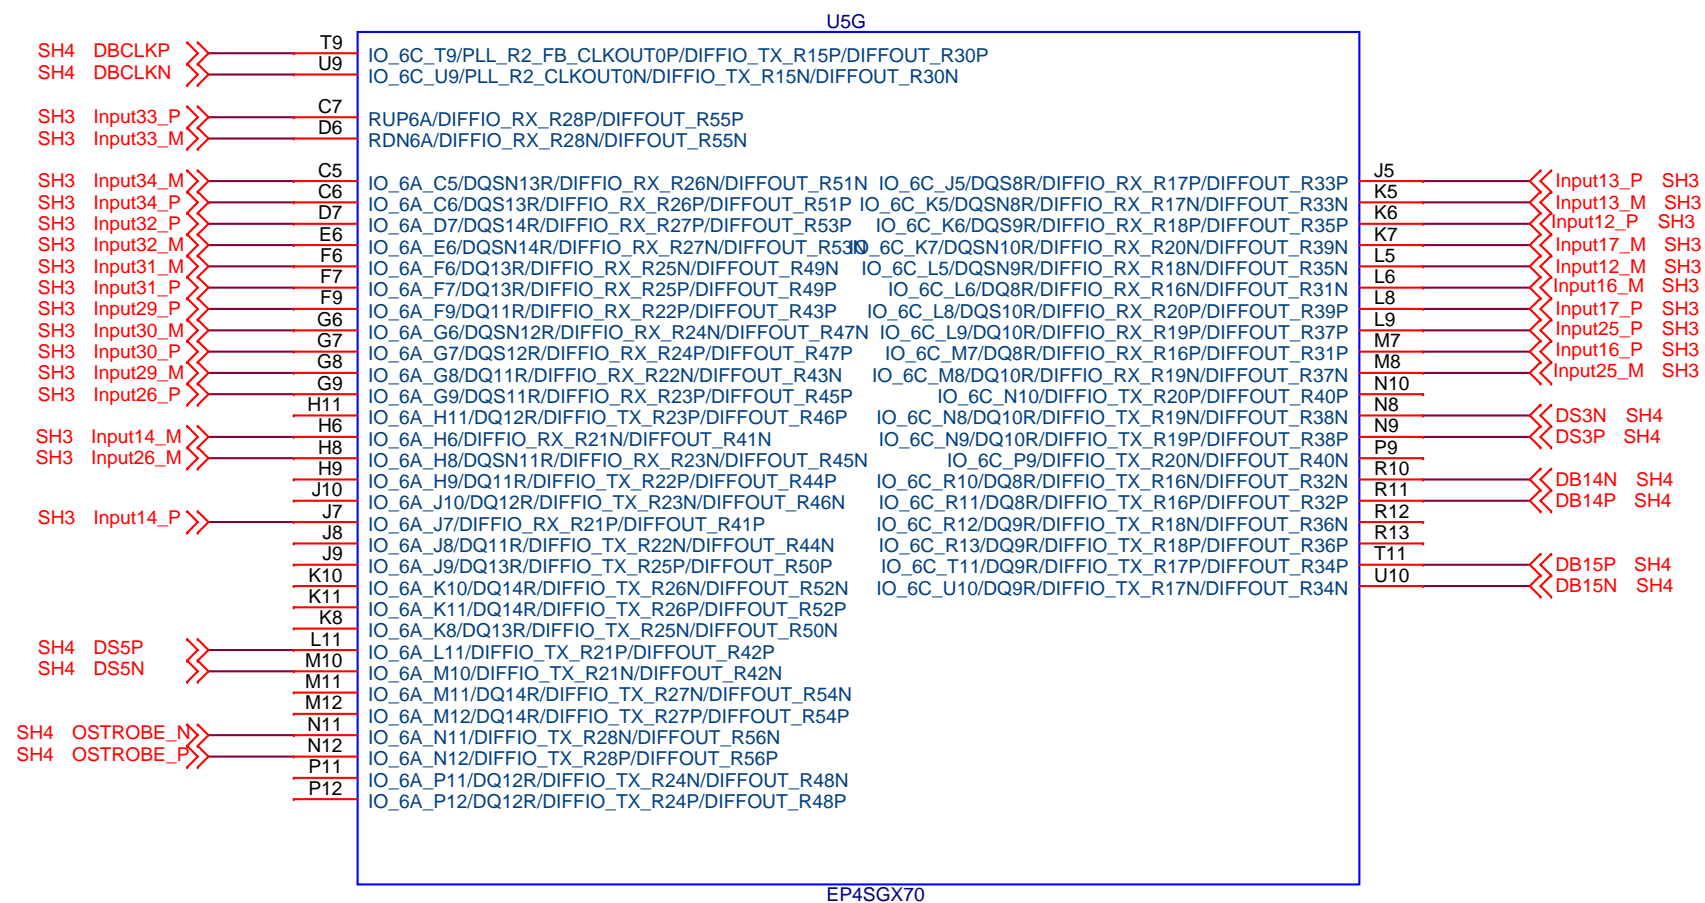 U5G
SH4 DBCLKP T9 IO_6C_T9/PLL_R2_FB_CLKOUT0P/DIFFIO_TX_R15P/DIFFOUT_R30P
SH4 DBCLKN U9 IO_6C_U9/PLL_R2_CLKOUT0N/DIFFIO_TX_R15N/DIFFOUT_R30N
SH3 Input33_P C7 RUP6A/DIFFIO_RX_R28P/DIFFOUT_R55P
SH3 Input33_M D6 RDN6A/DIFFIO_RX_R28N/DIFFOUT_R55N
SH3 Input34_M C5 IO_6A_C5/DQSN13R/DIFFIO_RX_R26N/DIFFOUT_R51N IO_6C_J5/DQS8R/DIFFIO_RX_R17P/DIFFOUT_R33P J5 Input13_P SH3
SH3 Input34_P C6 IO_6A_C6/DQS13R/DIFFIO_RX_R26P/DIFFOUT_R51P IO_6C_K5/DQSN8R/DIFFIO_RX_R17N/DIFFOUT_R33N K5 Input13_M SH3
SH3 Input32_P D7 IO_6A_D7/DQS14R/DIFFIO_RX_R27P/DIFFOUT_R53P IO_6C_K6/DQS9R/DIFFIO_RX_R18P/DIFFOUT_R35P K6 Input12_P SH3
SH3 Input32_M E6 IO_6A_E6/DQSN14R/DIFFIO_RX_R27N/DIFFOUT_R53N IO_6C_K7/DQSN10R/DIFFIO_RX_R20N/DIFFOUT_R39N K7 Input17_M SH3
SH3 Input31_M F6 IO_6A_F6/DQ13R/DIFFIO_RX_R25N/DIFFOUT_R49N IO_6C_L5/DQSN9R/DIFFIO_RX_R18N/DIFFOUT_R35N L5 Input12_M SH3
SH3 Input31_P F7 IO_6A_F7/DQ13R/DIFFIO_RX_R25P/DIFFOUT_R49P IO_6C_L6/DQ8R/DIFFIO_RX_R16N/DIFFOUT_R31N L6 Input16_M SH3
SH3 Input29_P F9 IO_6A_F9/DQ11R/DIFFIO_RX_R22P/DIFFOUT_R43P IO_6C_L8/DQS10R/DIFFIO_RX_R20P/DIFFOUT_R39P L8 Input17_P SH3
SH3 Input30_M G6 IO_6A_G6/DQSN12R/DIFFIO_RX_R24N/DIFFOUT_R47N IO_6C_L9/DQ10R/DIFFIO_RX_R19P/DIFFOUT_R37P L9 Input25_P SH3
SH3 Input30_P G7 IO_6A_G7/DQS12R/DIFFIO_RX_R24P/DIFFOUT_R47P IO_6C_M7/DQ8R/DIFFIO_RX_R16P/DIFFOUT_R31P M7 Input16_P SH3
SH3 Input29_M G8 IO_6A_G8/DQ11R/DIFFIO_RX_R22N/DIFFOUT_R43N IO_6C_M8/DQ10R/DIFFIO_RX_R19N/DIFFOUT_R37N M8 Input25_M SH3
SH3 Input26_P G9 IO_6A_G9/DQS11R/DIFFIO_RX_R23P/DIFFOUT_R45P IO_6C_N10/DIFFIO_TX_R20P/DIFFOUT_R40P N10
H11 IO_6A_H11/DQ12R/DIFFIO_TX_R23P/DIFFOUT_R46P IO_6C_N8/DQ10R/DIFFIO_TX_R19N/DIFFOUT_R38N N8 DS3N SH4
SH3 Input14_M H6 IO_6A_H6/DIFFIO_RX_R21N/DIFFOUT_R41N IO_6C_N9/DQ10R/DIFFIO_TX_R19P/DIFFOUT_R38P N9 DS3P SH4
SH3 Input26_M H8 IO_6A_H8/DQSN11R/DIFFIO_RX_R23N/DIFFOUT_R45N IO_6C_P9/DIFFIO_TX_R20N/DIFFOUT_R40N P9
H9 IO_6A_H9/DQ11R/DIFFIO_TX_R22P/DIFFOUT_R44P IO_6C_R10/DQ8R/DIFFIO_TX_R16N/DIFFOUT_R32N R10 DB14N SH4
J10 IO_6A_J10/DQ12R/DIFFIO_TX_R23N/DIFFOUT_R46N IO_6C_R11/DQ8R/DIFFIO_TX_R16P/DIFFOUT_R32P R11 DB14P SH4
SH3 Input14_P J7 IO_6A_J7/DIFFIO_RX_R21P/DIFFOUT_R41P IO_6C_R12/DQ9R/DIFFIO_TX_R18N/DIFFOUT_R36N R12
J8 IO_6A_J8/DQ11R/DIFFIO_TX_R22N/DIFFOUT_R44N IO_6C_R13/DQ9R/DIFFIO_TX_R18P/DIFFOUT_R36P R13
J9 IO_6A_J9/DQ13R/DIFFIO_TX_R25P/DIFFOUT_R50P IO_6C_T11/DQ9R/DIFFIO_TX_R17P/DIFFOUT_R34P T11 DB15P SH4
K10 IO_6A_K10/DQ14R/DIFFIO_TX_R26N/DIFFOUT_R52N IO_6C_U10/DQ9R/DIFFIO_TX_R17N/DIFFOUT_R34N U10 DB15N SH4
K11 IO_6A_K11/DQ14R/DIFFIO_TX_R26P/DIFFOUT_R52P
K8 IO_6A_K8/DQ13R/DIFFIO_TX_R25N/DIFFOUT_R50N
SH4 DS5P L11 IO_6A_L11/DIFFIO_TX_R21P/DIFFOUT_R42P
SH4 DS5N M10 IO_6A_M10/DIFFIO_TX_R21N/DIFFOUT_R42N
M11 IO_6A_M11/DQ14R/DIFFIO_TX_R27N/DIFFOUT_R54N
M12 IO_6A_M12/DQ14R/DIFFIO_TX_R27P/DIFFOUT_R54P
SH4 OSTROBE_N N11 IO_6A_N11/DIFFIO_TX_R28N/DIFFOUT_R56N
SH4 OSTROBE_P N12 IO_6A_N12/DIFFIO_TX_R28P/DIFFOUT_R56P
P11 IO_6A_P11/DQ12R/DIFFIO_TX_R24N/DIFFOUT_R48N
P12 IO_6A_P12/DQ12R/DIFFIO_TX_R24P/DIFFOUT_R48P
EP4SGX70